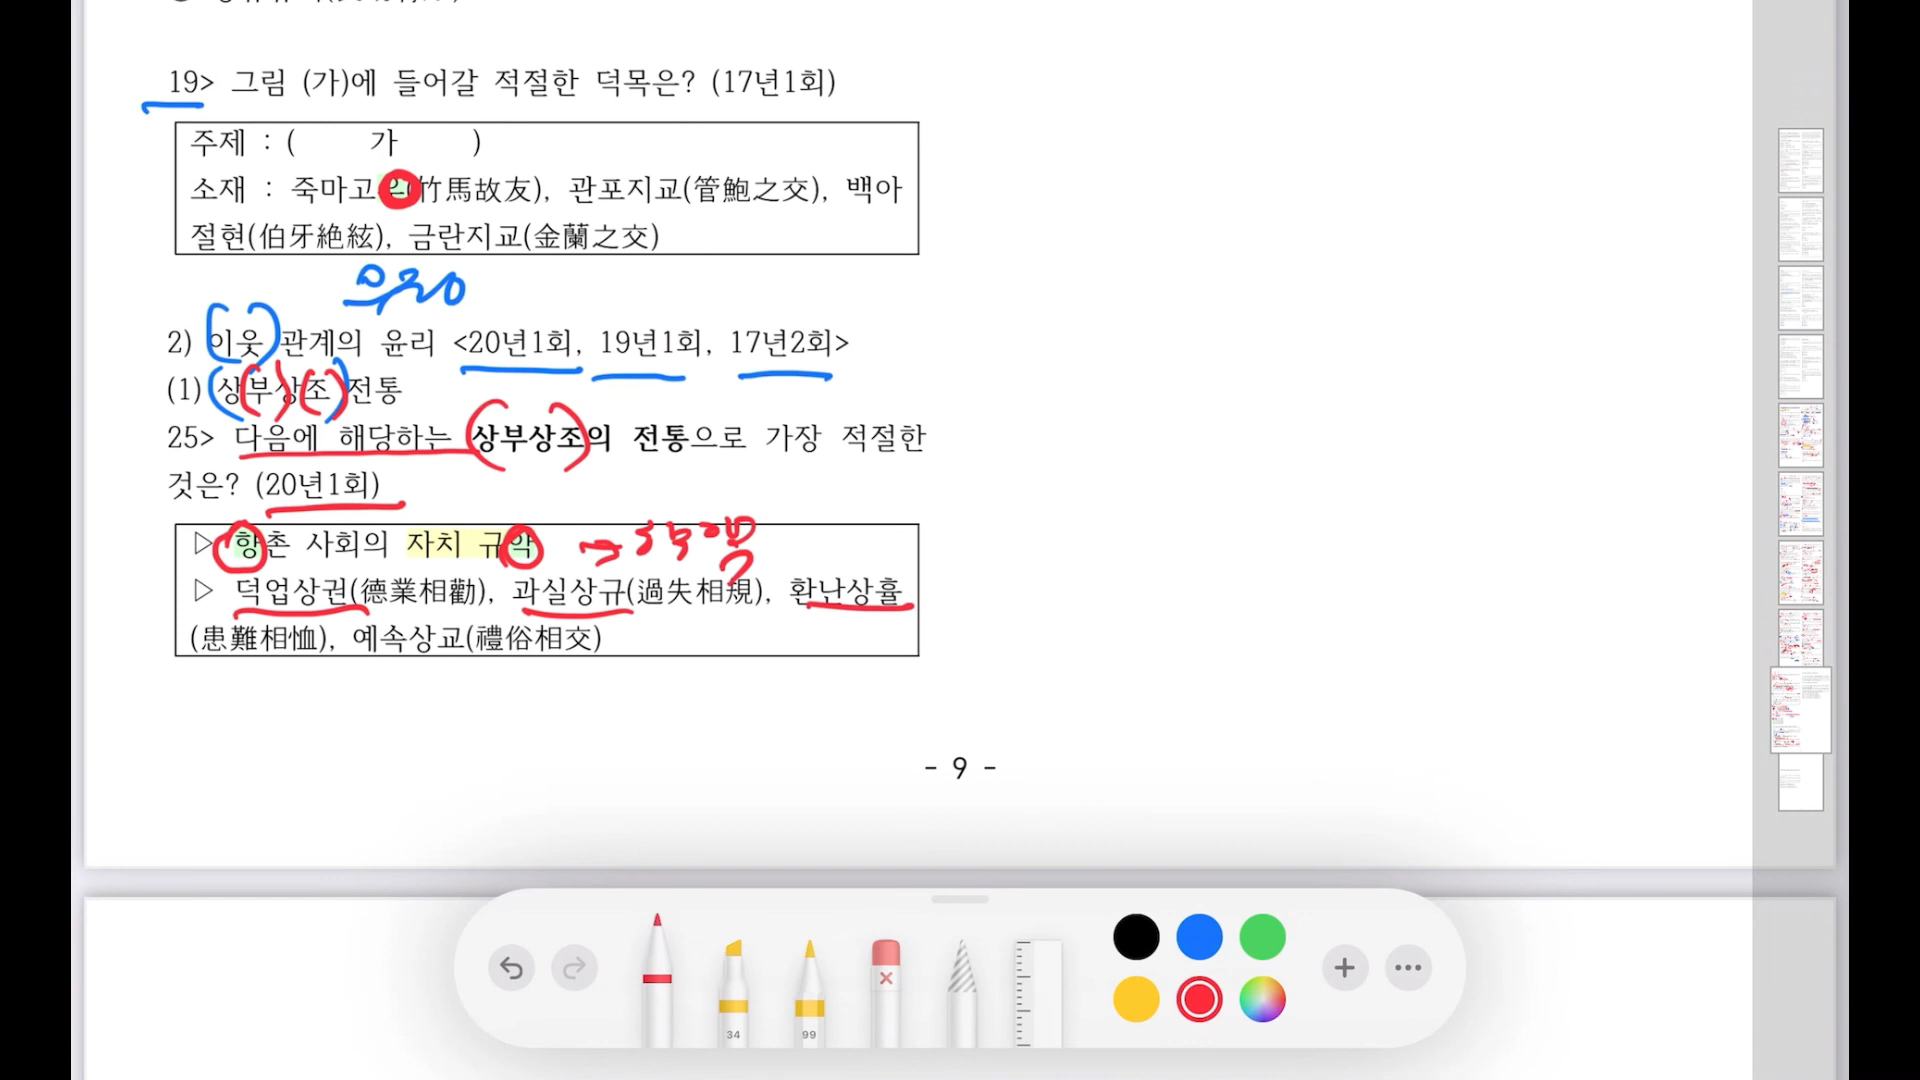 19> 그림 (가)에 들어갈 적절한 덕목은? (17년1회)
주제 : ( 가 )
소재 : 죽마고우(竹馬故友), 관포지교(管鮑之交), 백아
절현(伯牙絶絃), 금란지교(金蘭之交)
우정
2) 이웃 관계의 윤리 <20년1회, 19년1회, 17년2회>
(1) 상부상조 전통
25> 다음에 해당하는 상부상조의 전통으로 가장 적절한
것은? (20년1회)
▷ 향촌 사회의 자치 규약
▷ 덕업상권(德業相勸), 과실상규(過失相規), 환난상휼
(患難相恤), 예속상교(禮俗相交)
- 9 -
34
99